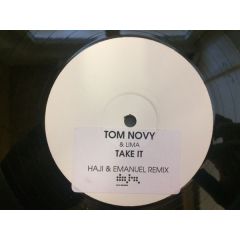 TOM NOVY
& LIMA
TAKE IT
HAJI & EMANUEL REMIX